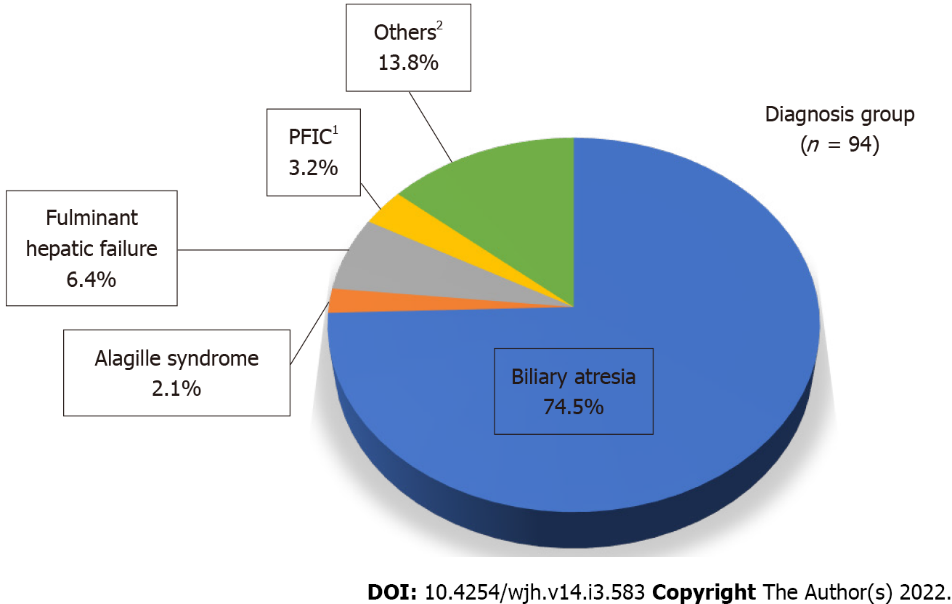 Others²
13.8%
PFIC¹
3.2%
Diagnosis group
(n = 94)
Fulminant
hepatic failure
6.4%
Alagille syndrome
2.1%
Biliary atresia
74.5%
DOI: 10.4254/wjh.v14.i3.583 Copyright The Author(s) 2022.